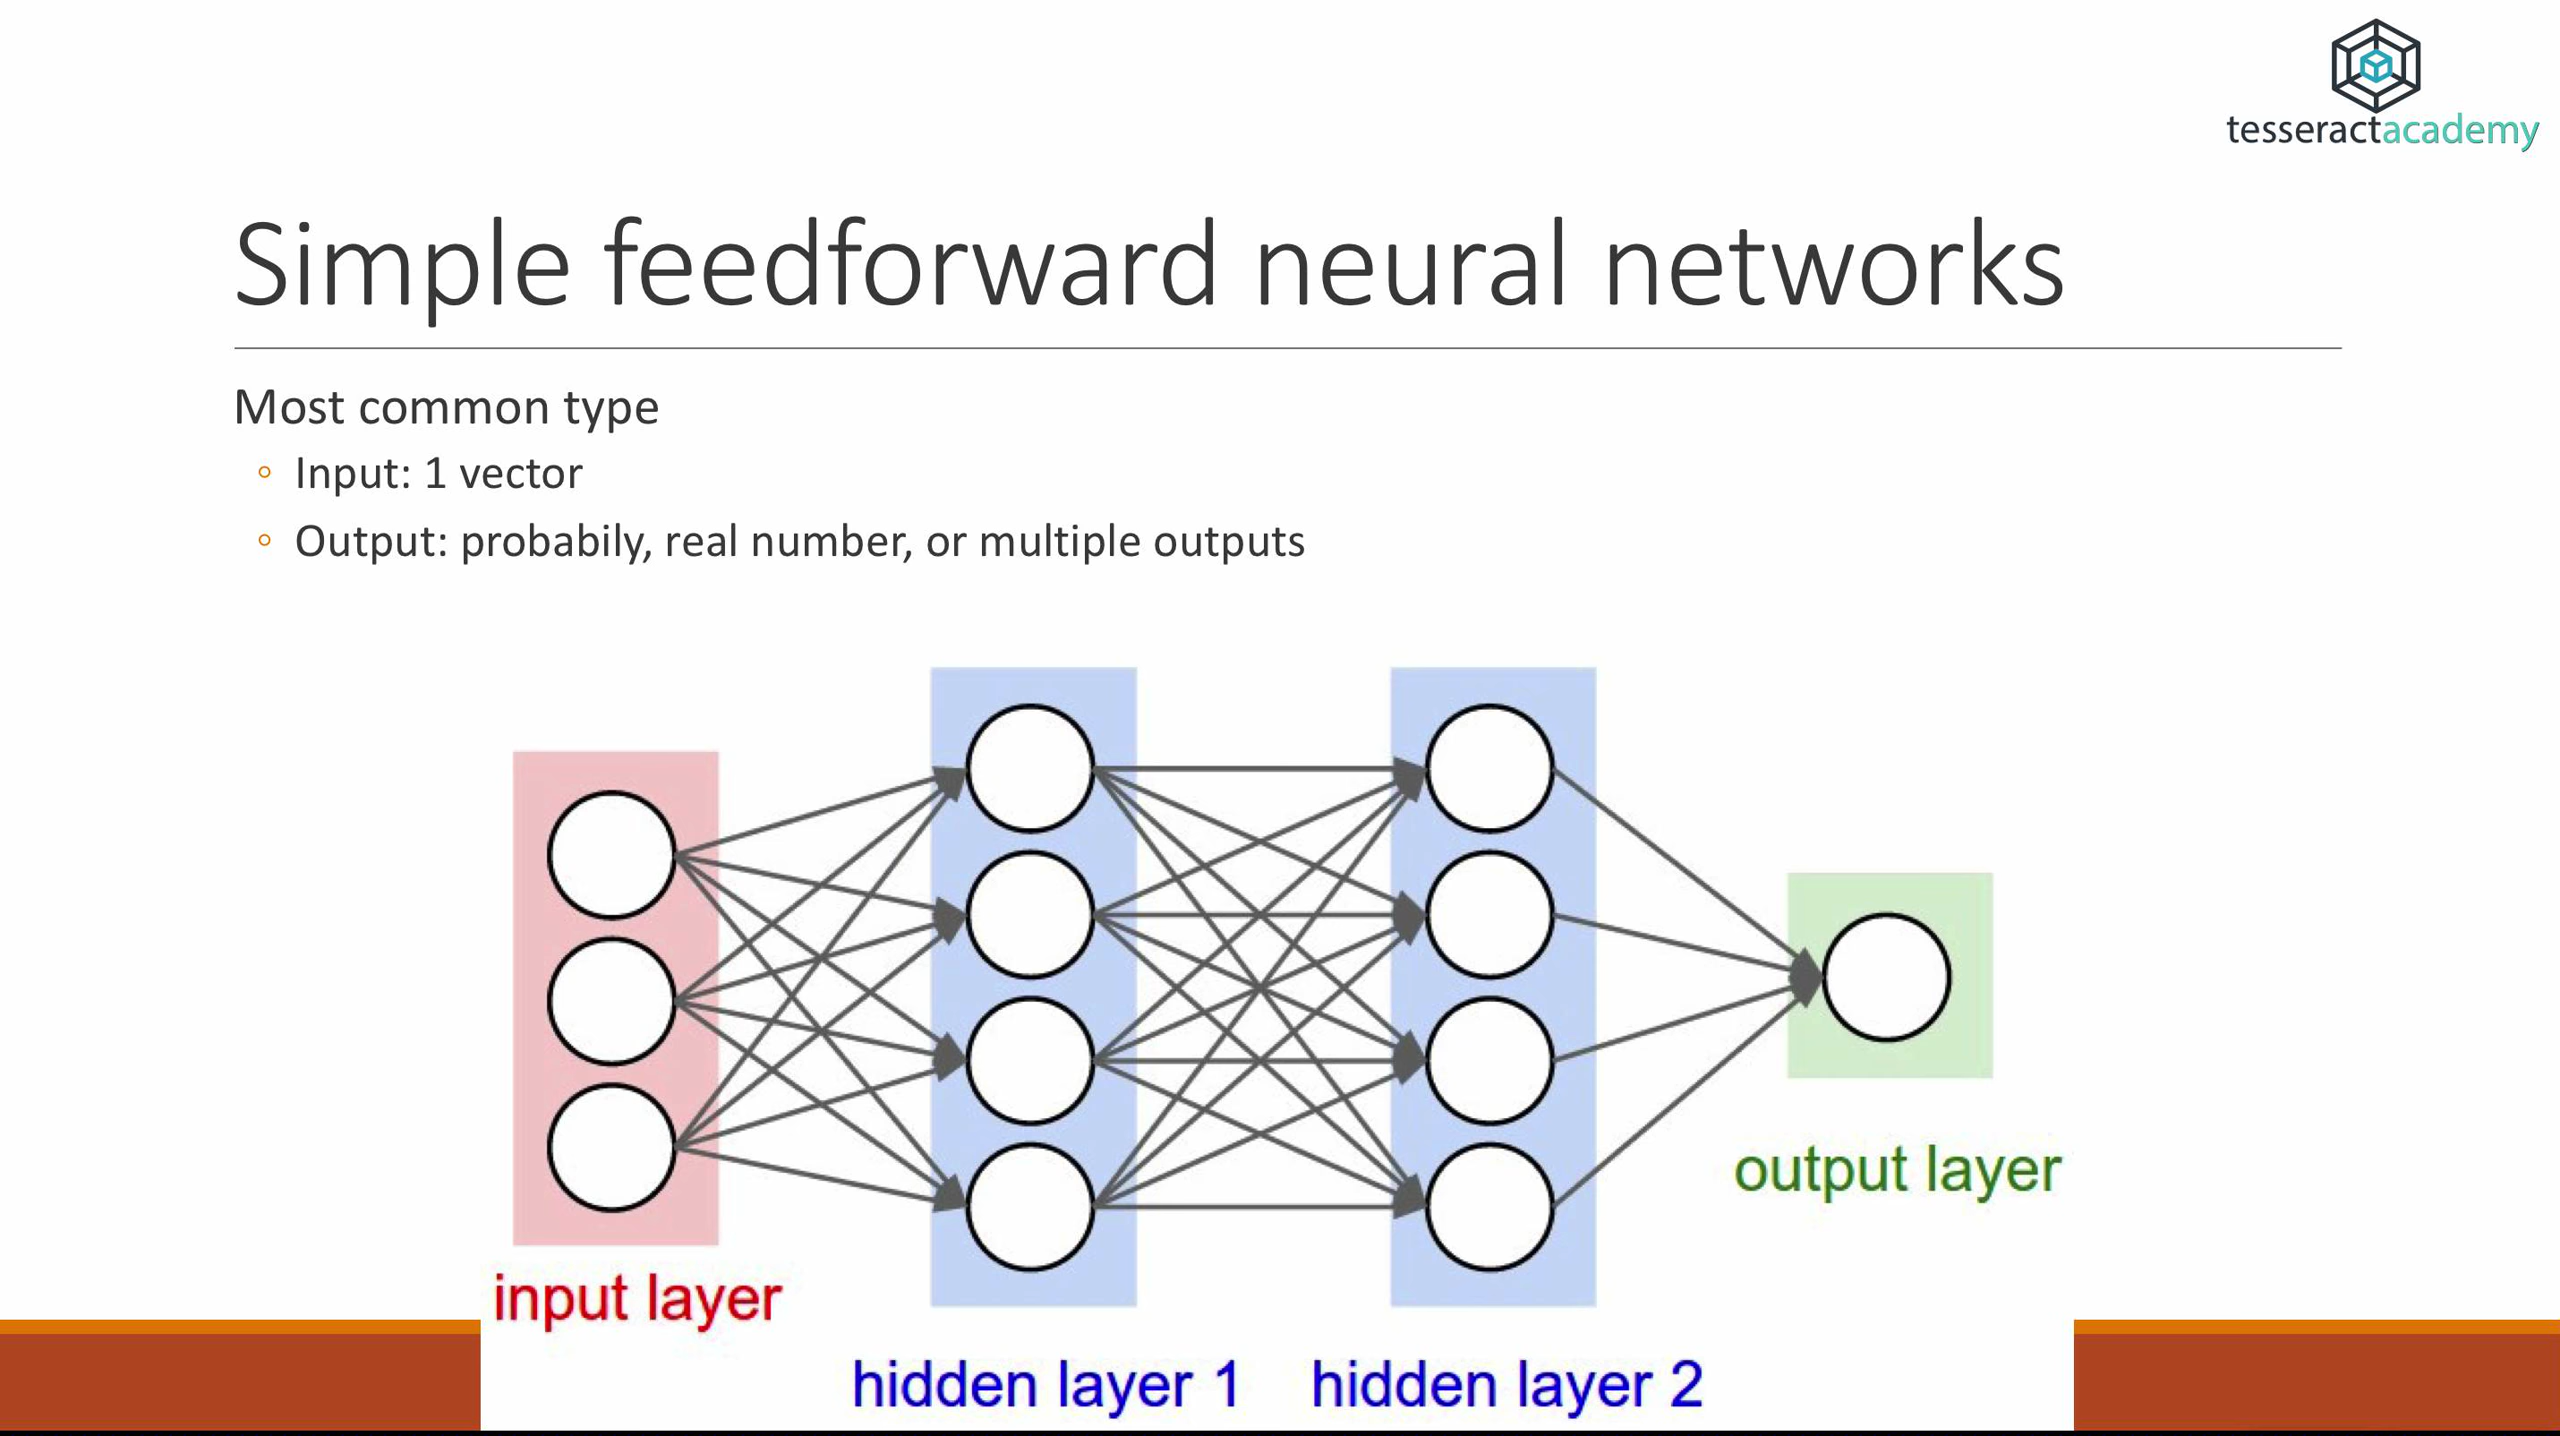 tesseractacademy
Simple feedforward neural networks
Most common type
◦ Input: 1 vector
◦ Output: probabily, real number, or multiple outputs
output layer
input layer
hidden layer 1
hidden layer 2